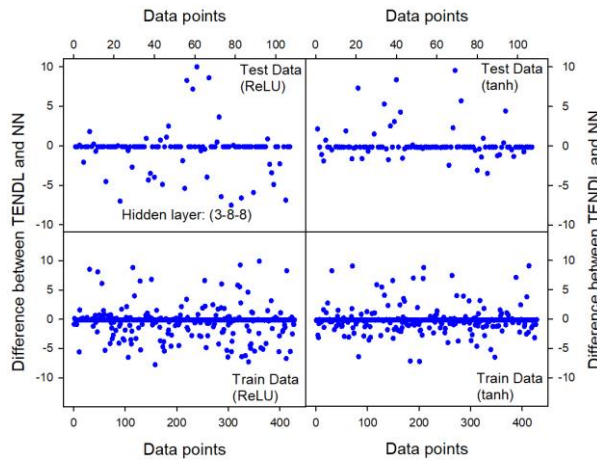 Data points Data points
0 20 40 60 80 100 0 20 40 60 80 100
Difference between TENDL and NN
10 Test Data Test Data 10
(ReLU) (tanh)
5 5
0 0
-5 -5
Hidden layer: (3-8-8)
-10 -10
10 10
5 5
0 0
-5 -5
-10 Train Data Train Data -10
(ReLU) (tanh)
0 100 200 300 400 0 100 200 300 400
Data points Data points
Difference between TENDL and NN